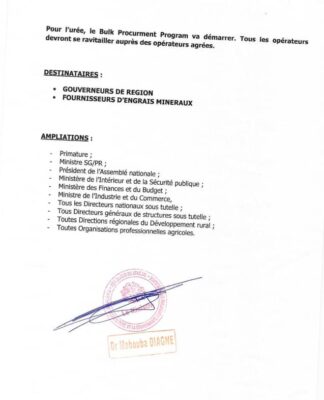 Pour l'urée, le Bulk Procurment Program va démarrer. Tous les opérateurs
devront se ravitailler auprès des opérateurs agrées.
DESTINATAIRES :
• GOUVERNEURS DE REGION
• FOURNISSEURS D'ENGRAIS MINERAUX
AMPLIATIONS :
- Primature ;
- Ministre SG/PR ;
- Président de l'Assemblé nationale ;
- Ministère de l'Intérieur et de la Sécurité publique ;
- Ministère des Finances et du Budget ;
- Ministre de l'Industrie et du Commerce,
- Tous les Directeurs nationaux sous tutelle ;
- Tous Directeurs généraux de structures sous tutelle ;
- Toutes Directions régionales du Développement rural ;
- Toutes Organisations professionnelles agricoles.
Dr Mabouba DIAGNE